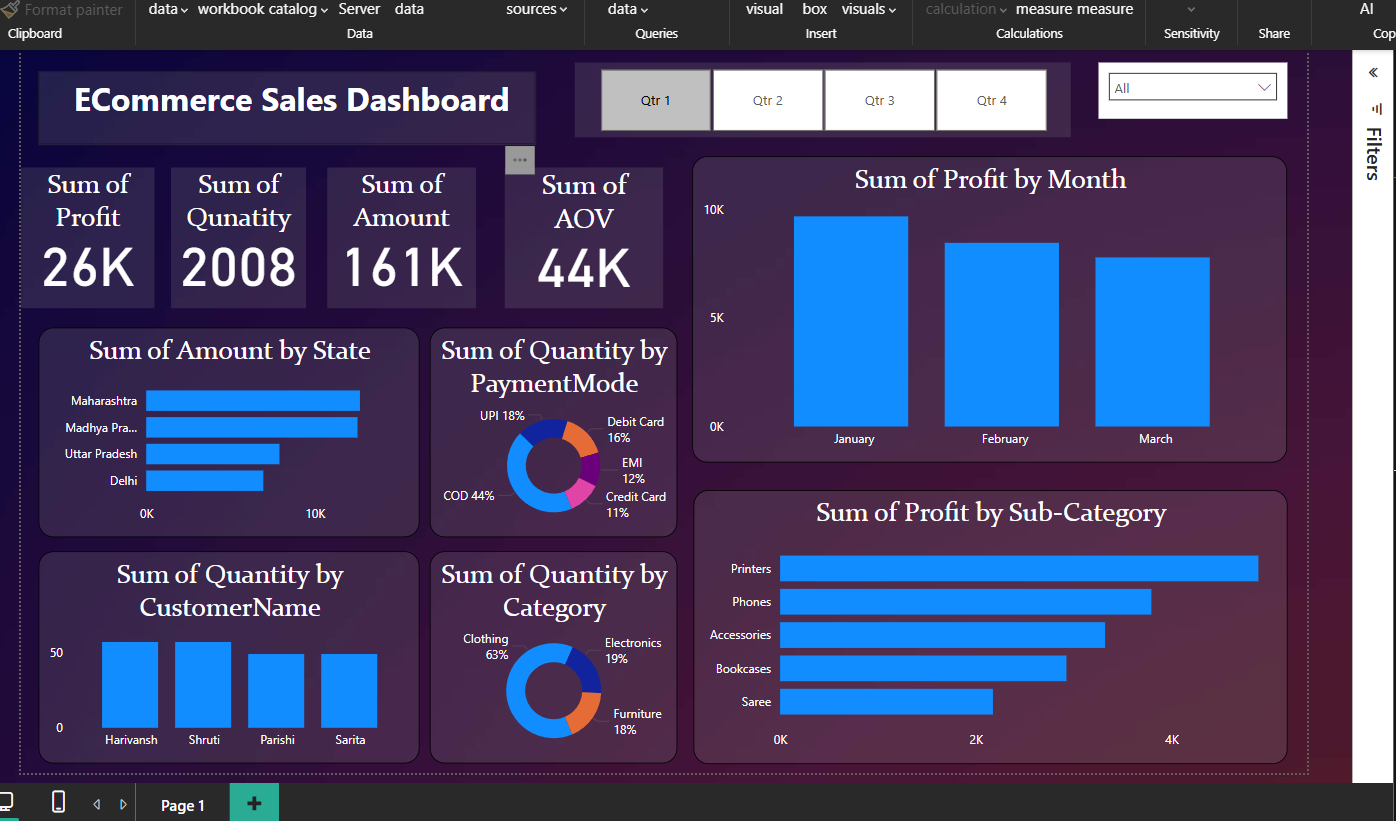 Format painter
data
workbook catalog
Server
data
sources
data
visual
box
visuals
calculation
measure measure
AI
Clipboard
Data
Queries
Insert
Calculations
Sensitivity
Share
Cop
ECommerce Sales Dashboard
Qtr 1
Qtr 2
Qtr 3
Qtr 4
All
Filters
Sum of
Profit
26K
Sum of
Qunatity
2008
Sum of
Amount
161K
Sum of
AOV
44K
Sum of Profit by Month
10K
5K
0K
January
February
March
Sum of Amount by State
Maharashtra
Madhya Pra...
Uttar Pradesh
Delhi
0K
10K
Sum of Quantity by
PaymentMode
UPI 18%
Debit Card
16%
EMI
12%
Credit Card
11%
COD 44%
Sum of Profit by Sub-Category
Printers
Phones
Accessories
Bookcases
Saree
0K
2K
4K
Sum of Quantity by
CustomerName
50
0
Harivansh
Shruti
Parishi
Sarita
Sum of Quantity by
Category
Clothing
63%
Electronics
19%
Furniture
18%
Page 1